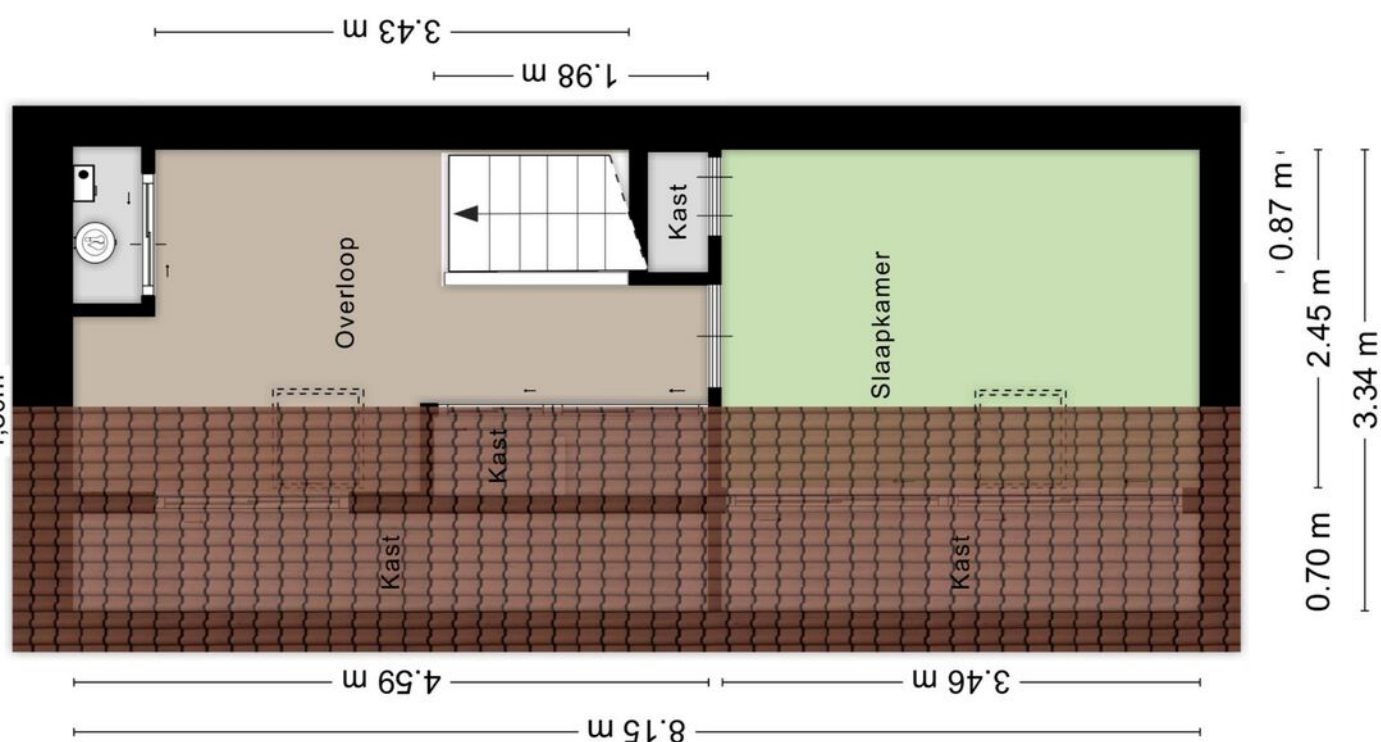 3.43 m
1.98 m
Kast
0.87 m
Overloop
Slaapkamer
2.45 m
3.34 m
Kast
Kast
Kast
0.70 m
4.59 m
3.46 m
8.15 m